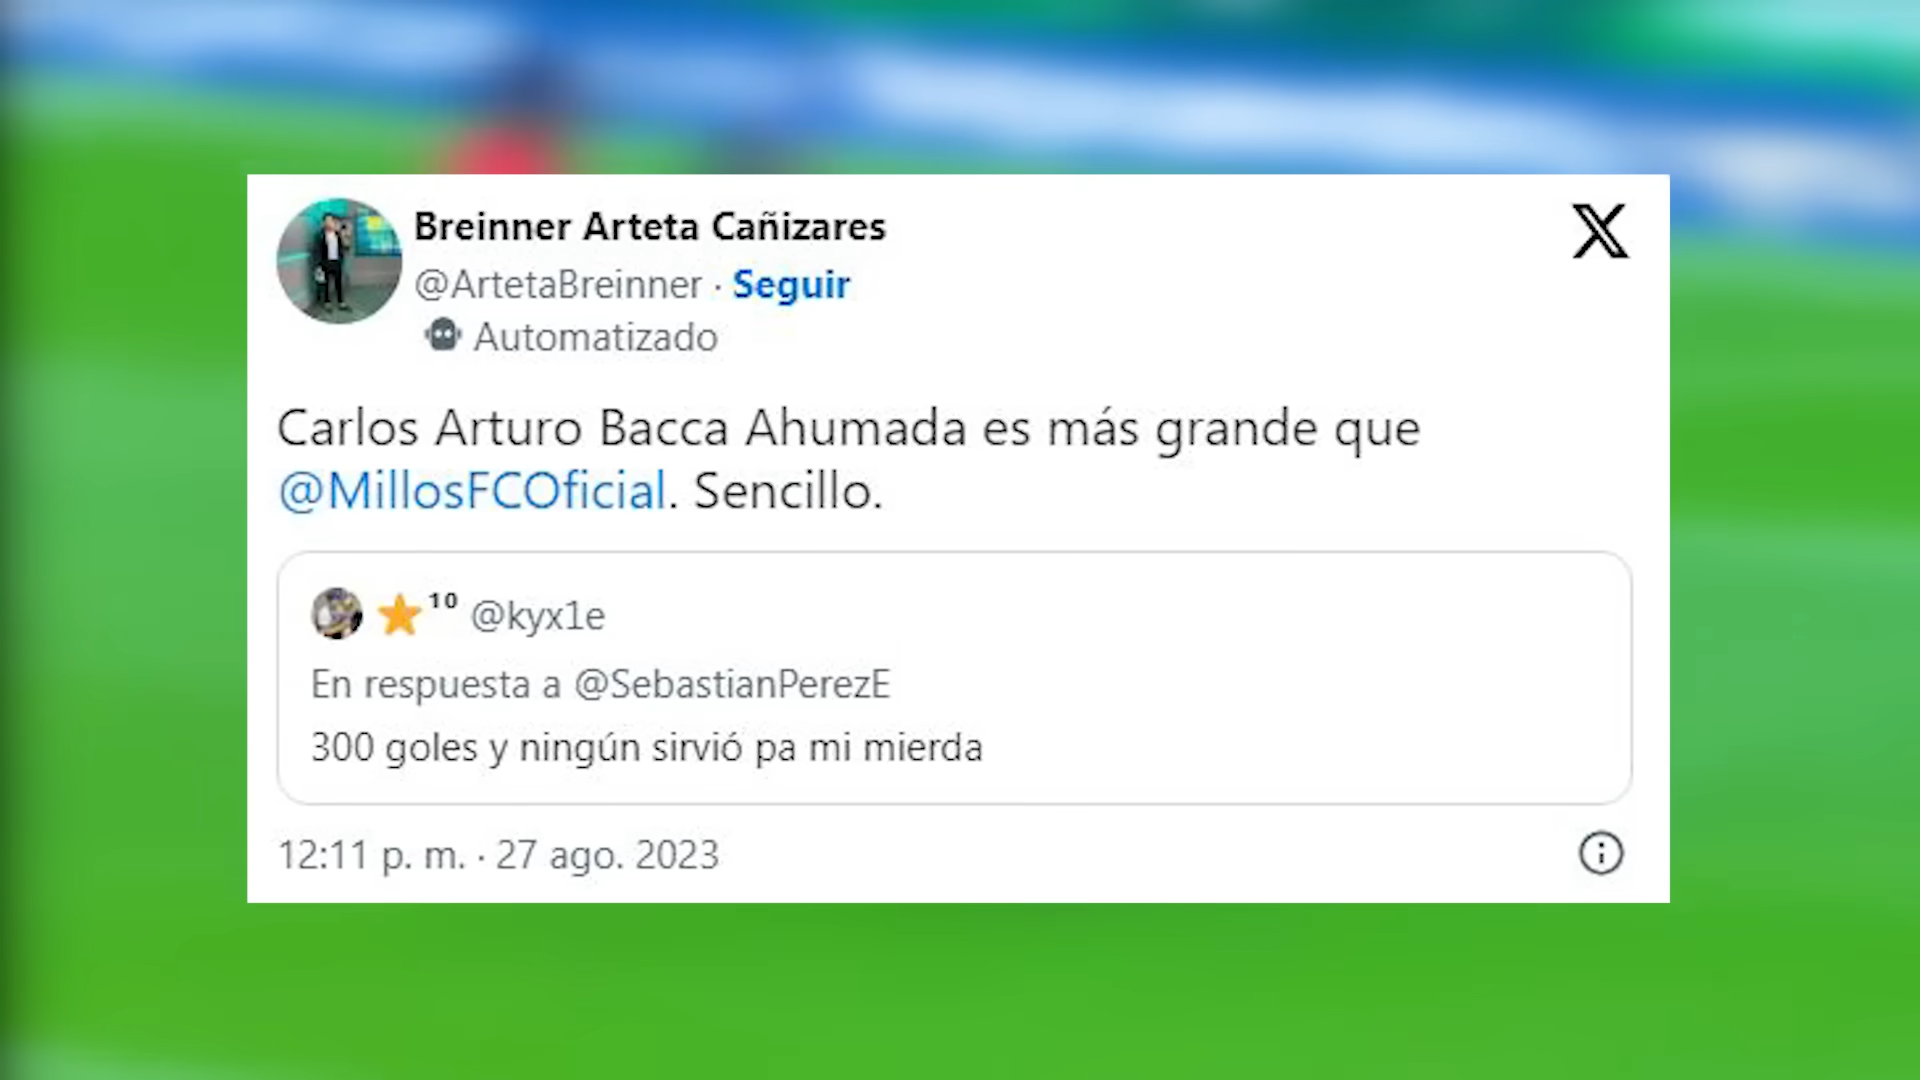 Breinner Arteta Cañizares
@ArtetaBreinner · Seguir
Automatizado
Carlos Arturo Bacca Ahumada es más grande que
@MillosFCOficial. Sencillo.
⭐¹⁰ @kyx1e
En respuesta a @SebastianPerezE
300 goles y ningún sirvió pa mi mierda
12:11 p. m. · 27 ago. 2023